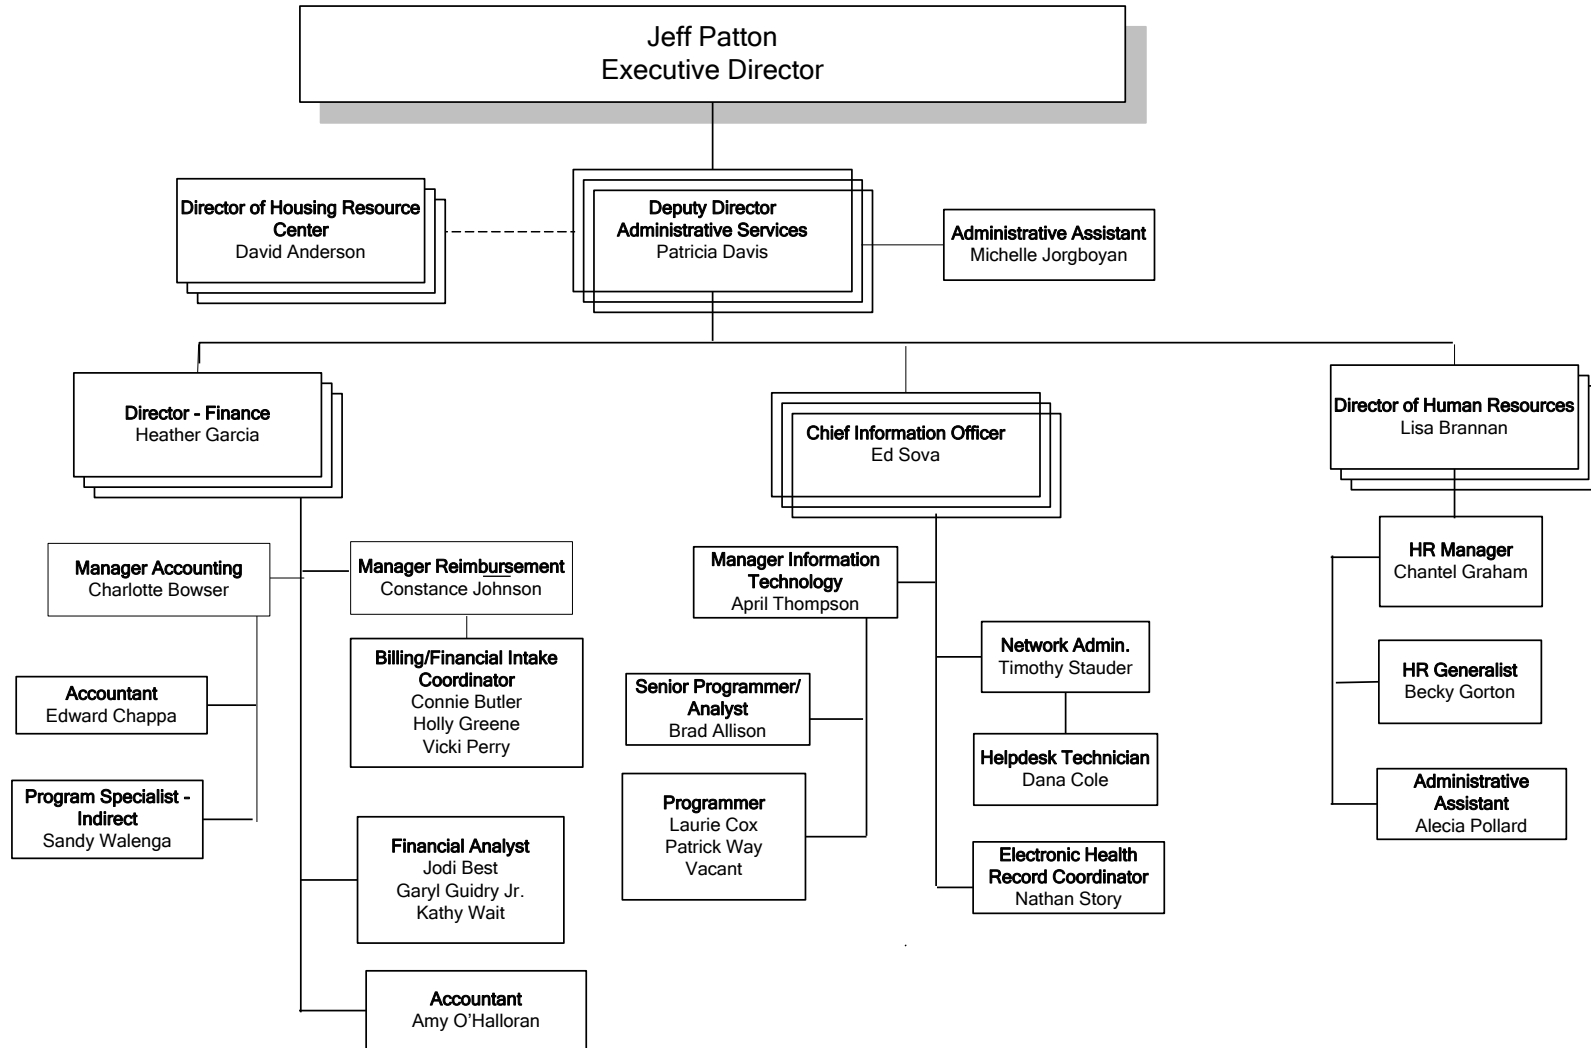 Jeff Patton
Executive Director
Director of Housing Resource
Center
David Anderson
Deputy Director
Administrative Services
Patricia Davis
Administrative Assistant
Michelle Jorgboyan
Director - Finance
Heather Garcia
Chief Information Officer
Ed Sova
Director of Human Resources
Lisa Brannan
Manager Accounting
Charlotte Bowser
Manager Reimbursement
Constance Johnson
Billing/Financial Intake
Coordinator
Connie Butler
Holly Greene
Vicki Perry
Accountant
Edward Chappa
Program Specialist -
Indirect
Sandy Walenga
Financial Analyst
Jodi Best
Garyl Guidry Jr.
Kathy Wait
Accountant
Amy O’Halloran
Manager Information
Technology
April Thompson
Senior Programmer/
Analyst
Brad Allison
Programmer
Laurie Cox
Patrick Way
Vacant
Network Admin.
Timothy Stauder
Helpdesk Technician
Dana Cole
Electronic Health
Record Coordinator
Nathan Story
HR Manager
Chantel Graham
HR Generalist
Becky Gorton
Administrative
Assistant
Alecia Pollard